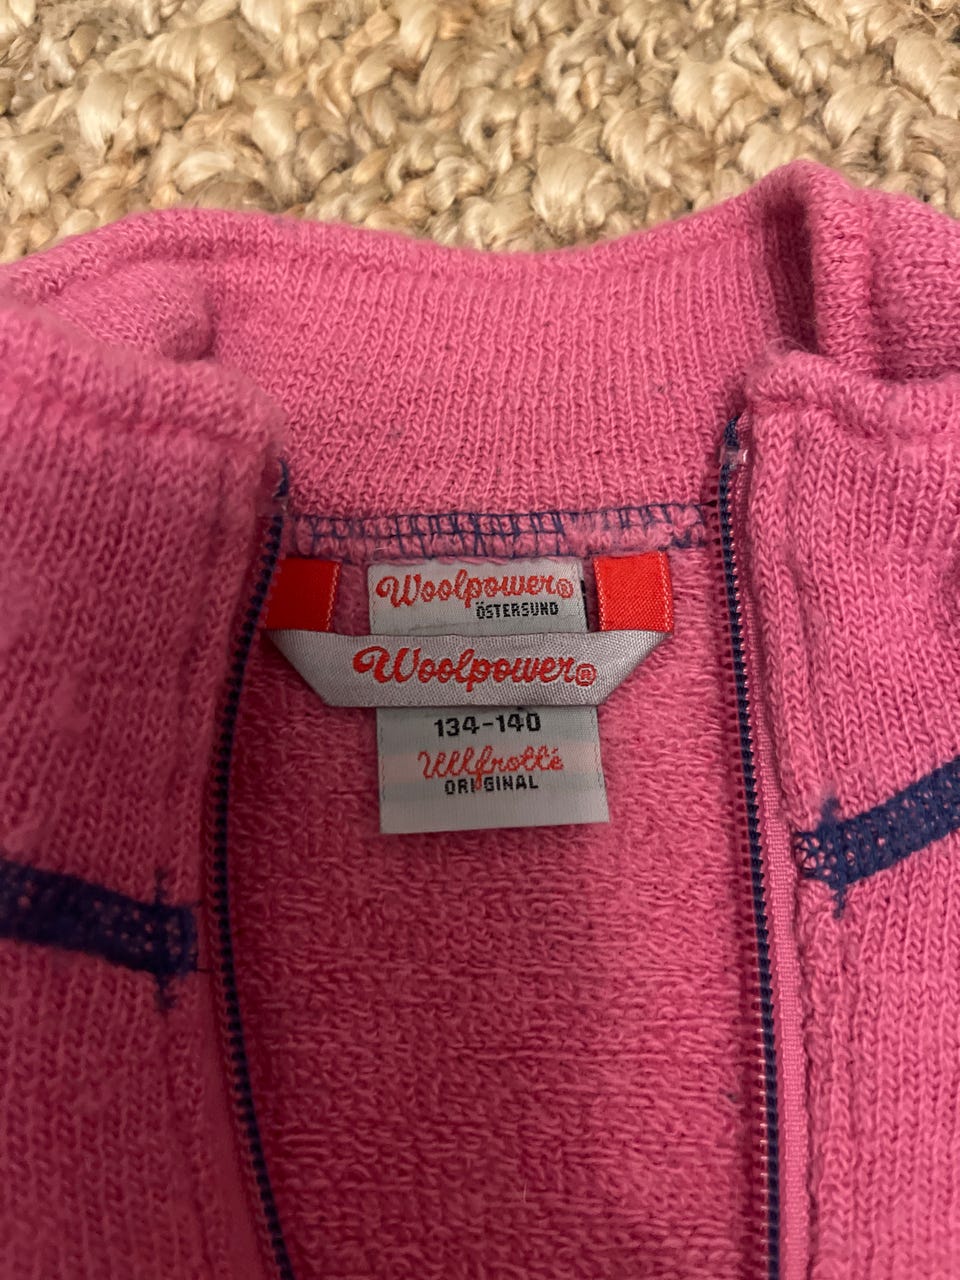 Woolpower®
ÖSTERSUND
Woolpower®
134-140
Ullfrotté
ORIGINAL